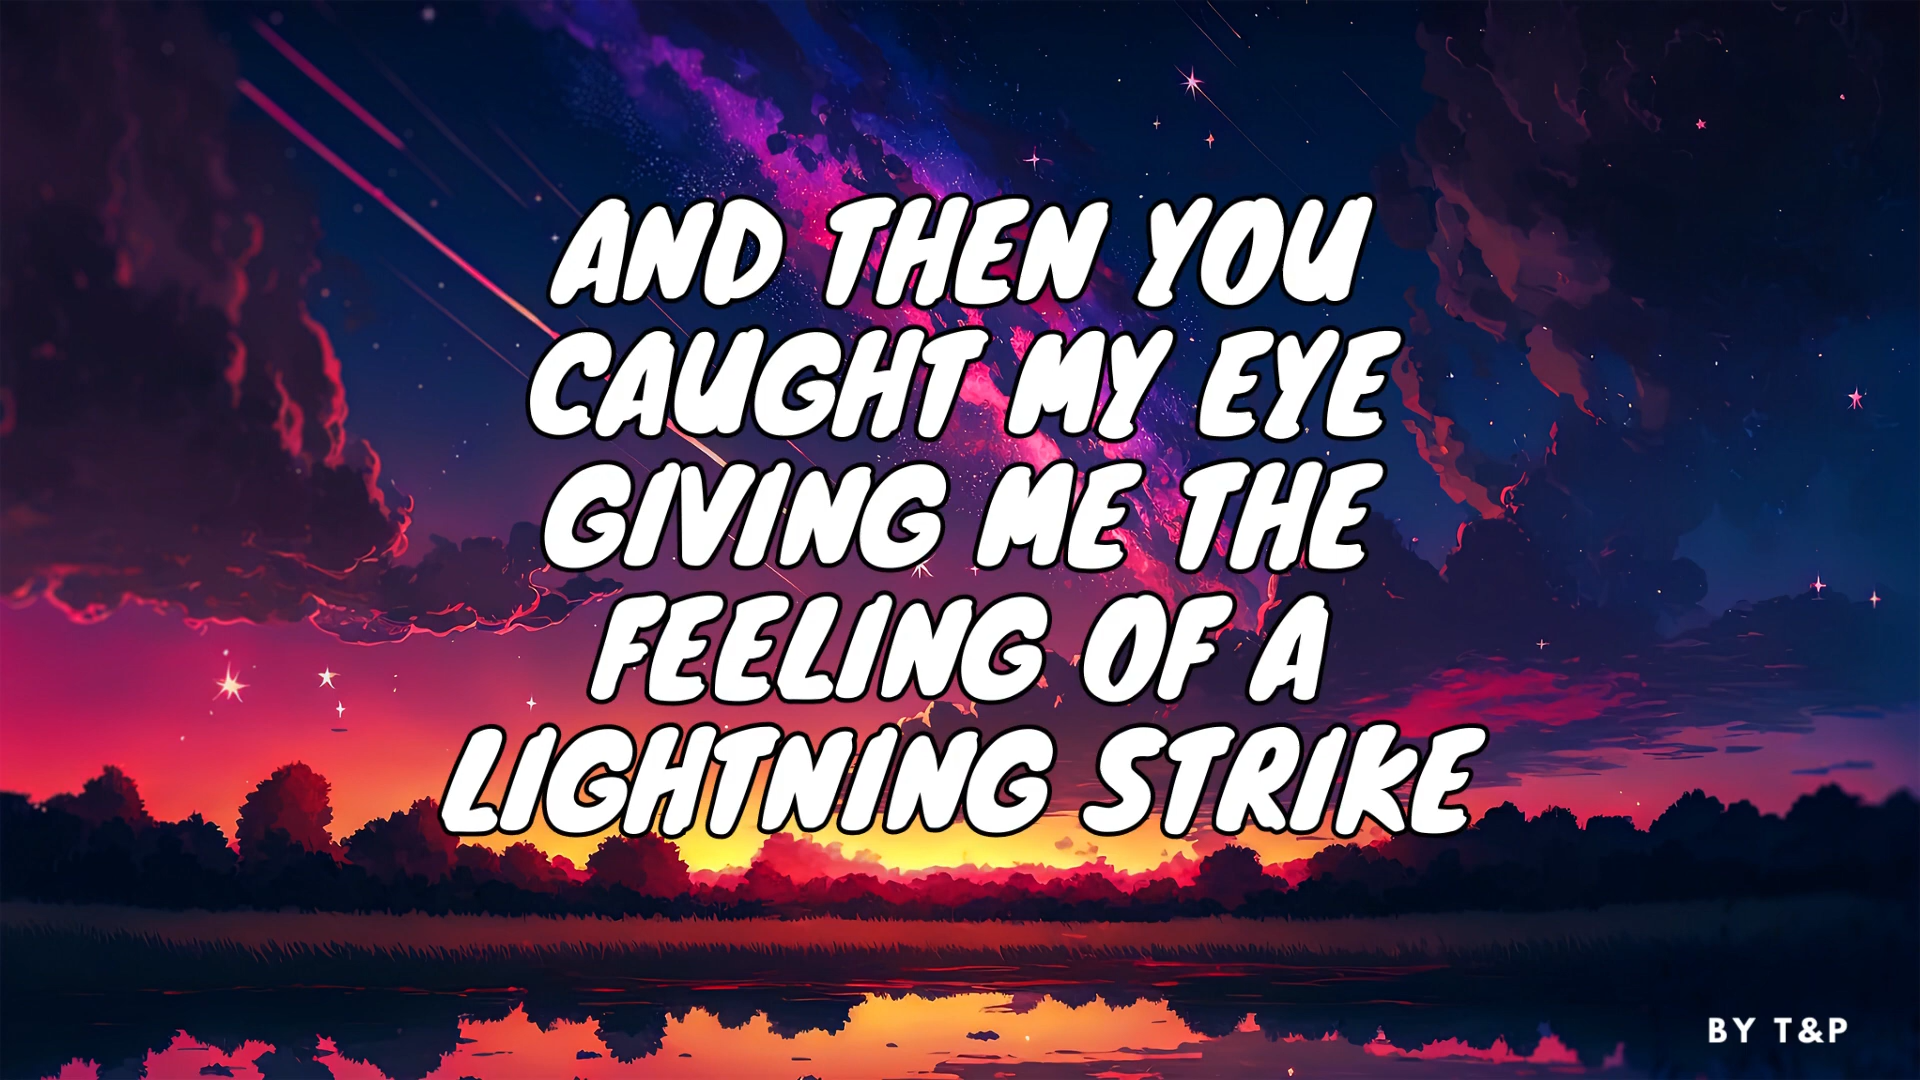 AND THEN YOU
CAUGHT MY EYE
GIVING ME THE
FEELING OF A
LIGHTNING STRIKE
BY T&P